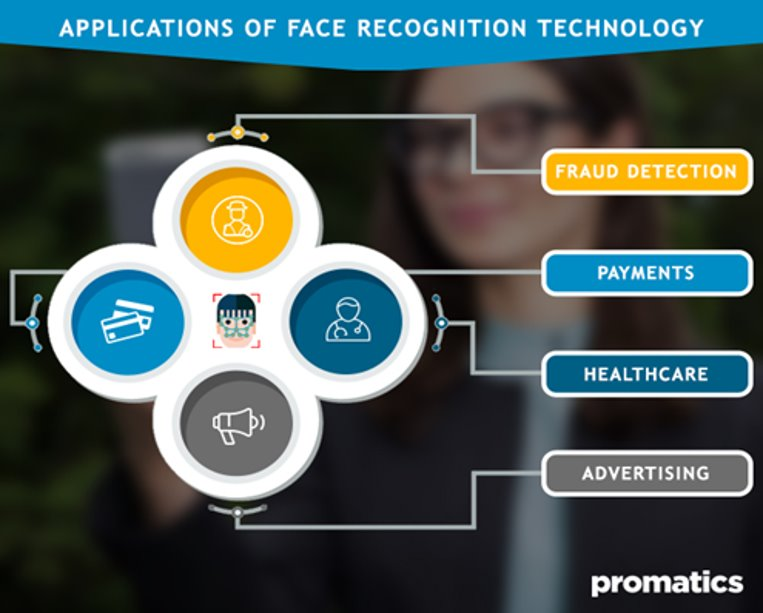 APPLICATIONS OF FACE RECOGNITION TECHNOLOGY
FRAUD DETECTION
PAYMENTS
HEALTHCARE
ADVERTISING
promatics